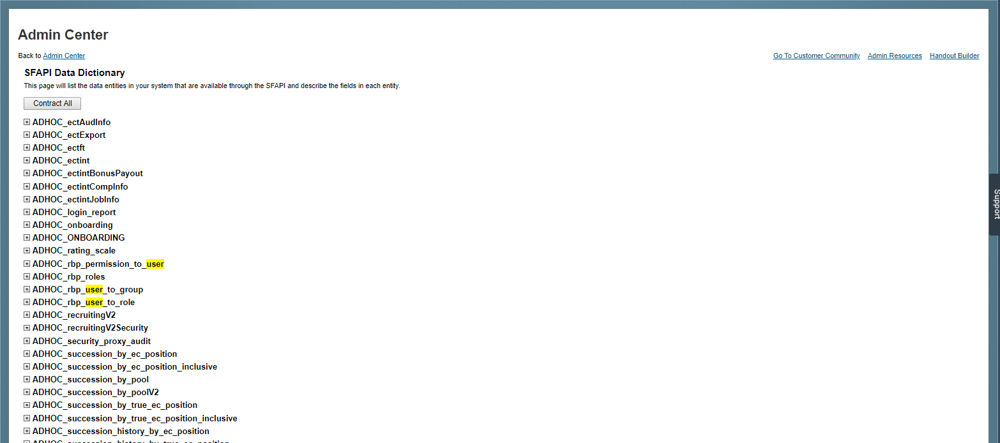 Admin Center
Back to Admin Center
Go To Customer Community Admin Resources Handout Builder
SFAPI Data Dictionary
This page will list the data entities in your system that are available through the SFAPI and describe the fields in each entity.
Contract All
ADHOC_ectAudInfo
ADHOC_ectExport
ADHOC_ectft
ADHOC_ectint
ADHOC_ectintBonusPayout
ADHOC_ectintCompInfo
ADHOC_ectintJobInfo
ADHOC_login_report
ADHOC_onboarding
ADHOC_ONBOARDING
ADHOC_rating_scale
ADHOC_rbp_permission_to_user
ADHOC_rbp_roles
ADHOC_rbp_user_to_group
ADHOC_rbp_user_to_role
ADHOC_recruitingV2
ADHOC_recruitingV2Security
ADHOC_security_proxy_audit
ADHOC_succession_by_ec_position
ADHOC_succession_by_ec_position_inclusive
ADHOC_succession_by_pool
ADHOC_succession_by_poolV2
ADHOC_succession_by_true_ec_position
ADHOC_succession_by_true_ec_position_inclusive
ADHOC_succession_history_by_ec_position
ADHOC_succession_history_by_true_ec_position
Support